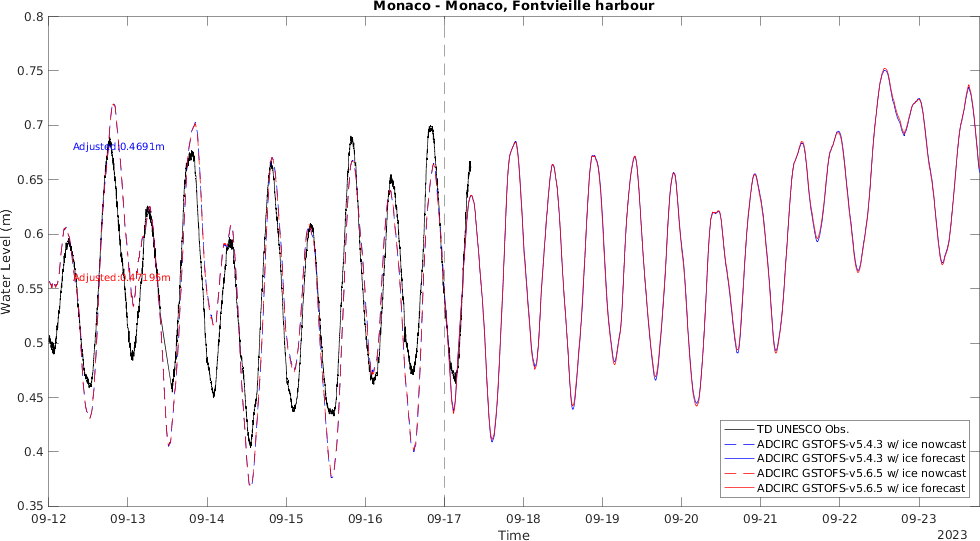 Monaco - Monaco, Fontvieille harbour
Water Level (m)
0.8
0.75
0.7
0.65
0.6
0.55
0.5
0.45
0.4
0.35
Adjusted:0.4691m
Adjusted:0.47195m
TD UNESCO Obs.
ADCIRC GSTOFS-v5.4.3 w/ ice nowcast
ADCIRC GSTOFS-v5.4.3 w/ ice forecast
ADCIRC GSTOFS-v5.6.5 w/ ice nowcast
ADCIRC GSTOFS-v5.6.5 w/ ice forecast
09-12 09-13 09-14 09-15 09-16 09-17 09-18 09-19 09-20 09-21 09-22 09-23
Time
2023